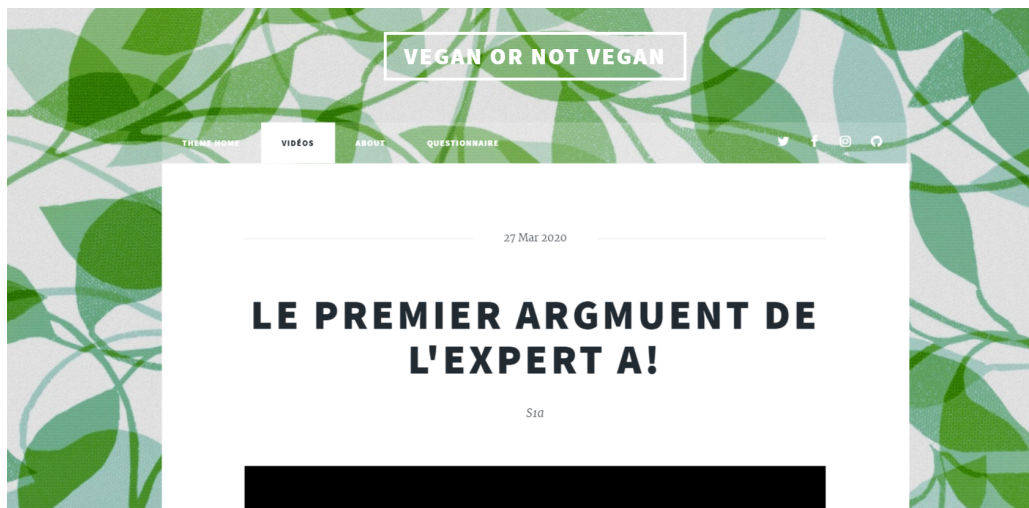 VEGAN OR NOT VEGAN
THEME HOME VIDÉOS ABOUT QUESTIONNAIRE
27 Mar 2020
LE PREMIER ARGMUENT DE
L'EXPERT A!
S1a